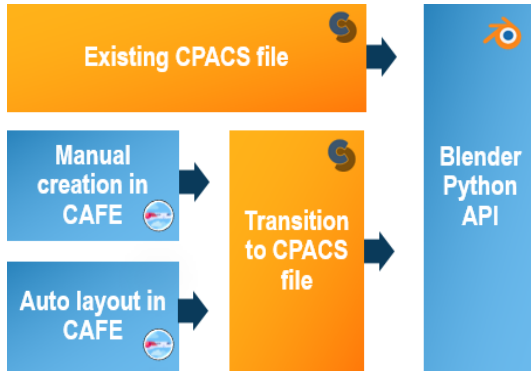 Existing CPACS file
Manual
creation in
CAFE
Auto layout in
CAFE
Transition
to CPACS
file
Blender
Python
API